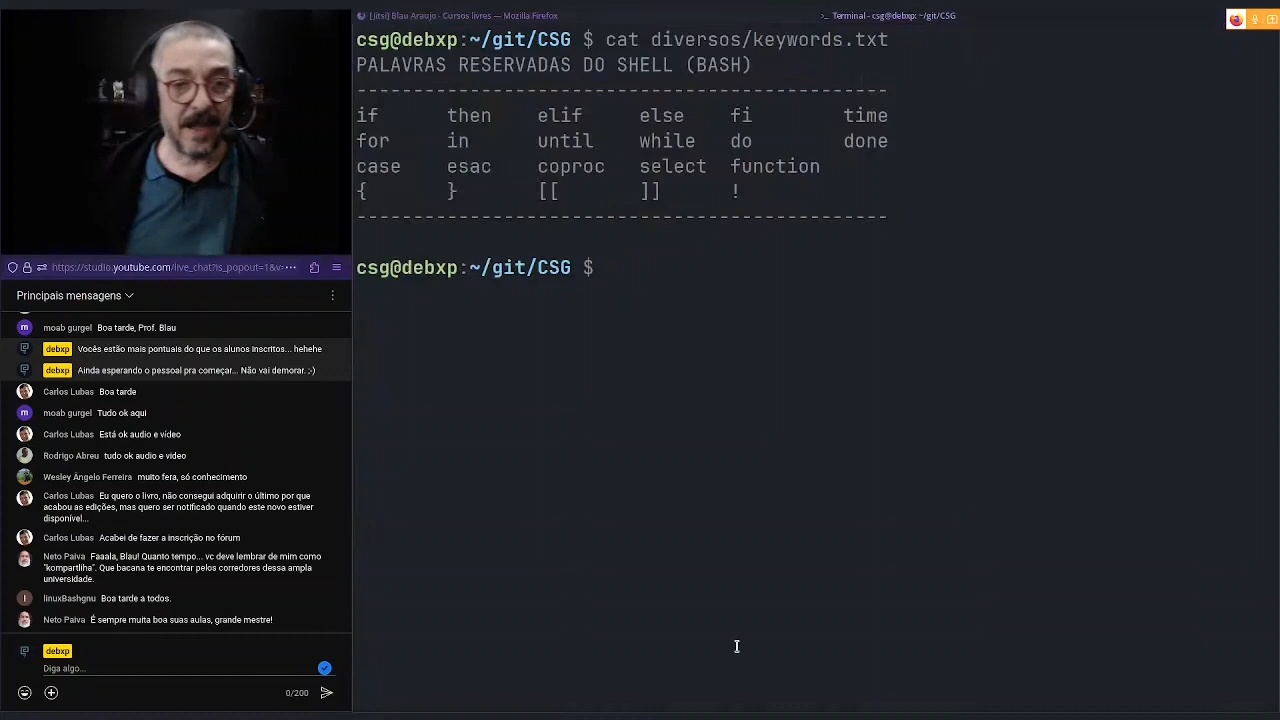 [Jitsi] Blau Araujo - Cursos livres — Mozilla Firefox
Terminal - csg@debxp: ~/git/CSG
csg@debxp:~/git/CSG $ cat diversos/keywords.txt
PALAVRAS RESERVADAS DO SHELL (BASH)
-----------------------------------------------
if then elif else fi time
for in until while do done
case esac coproc select function
{ } [[ ]] !
-----------------------------------------------
csg@debxp:~/git/CSG $
https://studio.youtube.com/live_chat?is_popout=1&v=
Principais mensagens
moab gurgel Boa tarde, Prof. Blau
debxp Vocês estão mais pontuais do que os alunos inscritos... hehehe
debxp Ainda esperando o pessoal pra começar... Não vai demorar. ;-)
Carlos Lubas Boa tarde
moab gurgel Tudo ok aqui
Carlos Lubas Está ok audio e vídeo
Rodrigo Abreu tudo ok audio e video
Wesley Ângelo Ferreira muito fera, só conhecimento
Carlos Lubas Eu quero o livro, não consegui adquirir o último por que
acabou as edições, mas quero ser notificado quando este novo estiver
disponível...
Carlos Lubas Acabei de fazer a inscrição no fórum
Neto Paiva Faaala, Blau! Quanto tempo... vc deve lembrar de mim como
"kompartliha". Que bacana te encontrar pelos corredores dessa ampla
universidade.
linuxBashgnu Boa tarde a todos.
Neto Paiva É sempre muita boa suas aulas, grande mestre!
debxp
Diga algo...
0/200